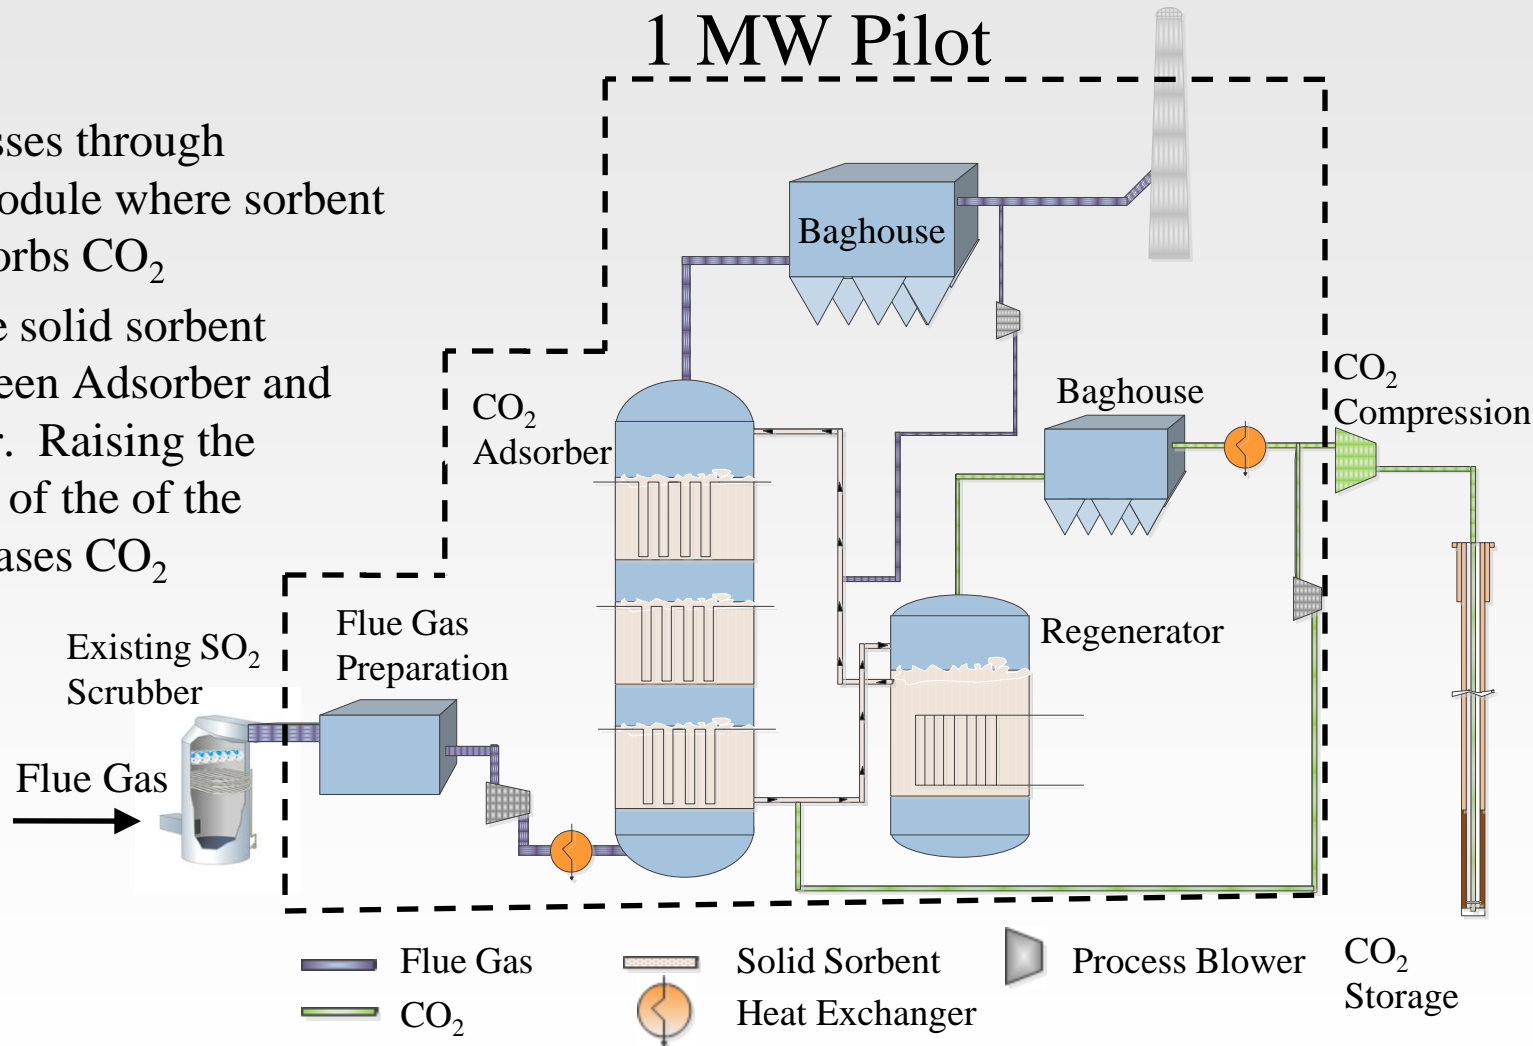 1 MW Pilot
sses through
odule where sorbent
orbs CO₂
e solid sorbent
een Adsorber and
r. Raising the
of the of the
ases CO₂
Baghouse
CO₂
Adsorber
Baghouse
CO₂
Compression
Flue Gas
Preparation
Regenerator
Existing SO₂
Scrubber
Flue Gas
Flue Gas
CO₂
Solid Sorbent
Heat Exchanger
Process Blower
CO₂
Storage